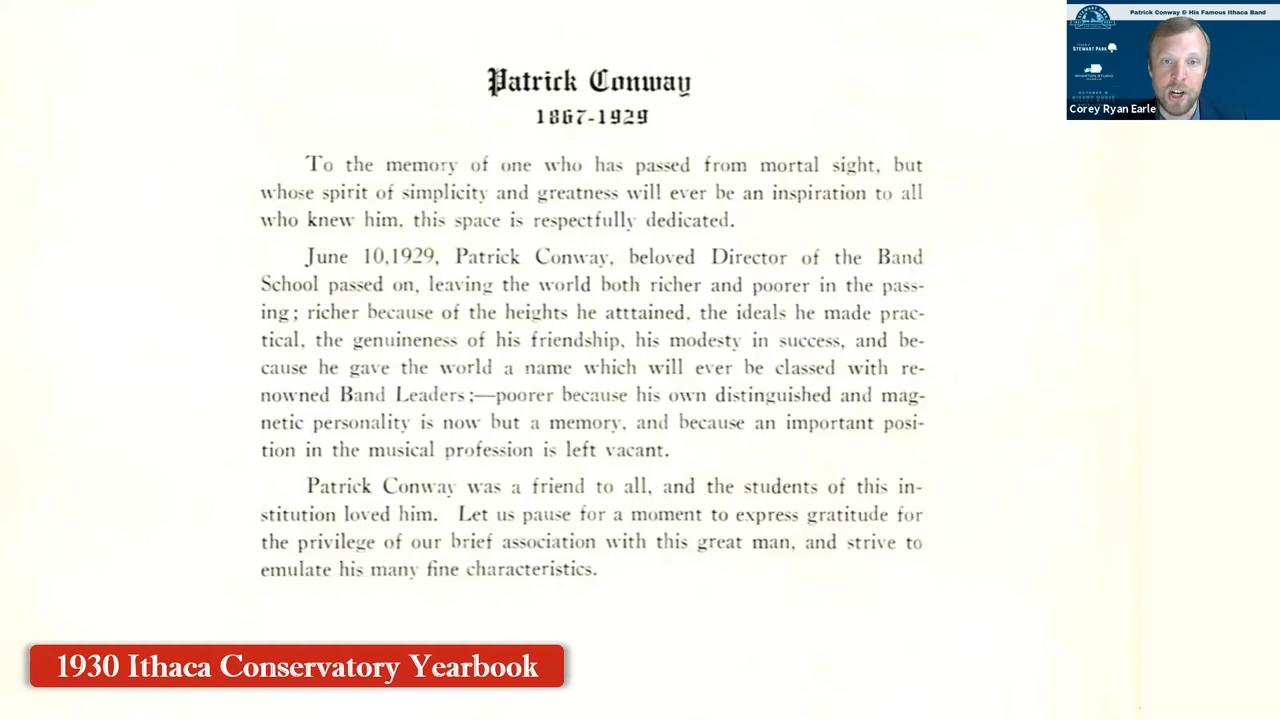 Patrick Conway & His Famous Ithaca Band
STEWART PARK
STEWART PARK
WHARTON STUDIO
Corey Ryan Earle
Patrick Conway
1867-1929
To the memory of one who has passed from mortal sight, but
whose spirit of simplicity and greatness will ever be an inspiration to all
who knew him, this space is respectfully dedicated.
June 10,1929, Patrick Conway, beloved Director of the Band
School passed on, leaving the world both richer and poorer in the pass-
ing; richer because of the heights he atttained, the ideals he made prac-
tical, the genuineness of his friendship, his modesty in success, and be-
cause he gave the world a name which will ever be classed with re-
nowned Band Leaders;—poorer because his own distinguished and mag-
netic personality is now but a memory, and because an important posi-
tion in the musical profession is left vacant.
Patrick Conway was a friend to all, and the students of this in-
stitution loved him. Let us pause for a moment to express gratitude for
the privilege of our brief association with this great man, and strive to
emulate his many fine characteristics.
1930 Ithaca Conservatory Yearbook